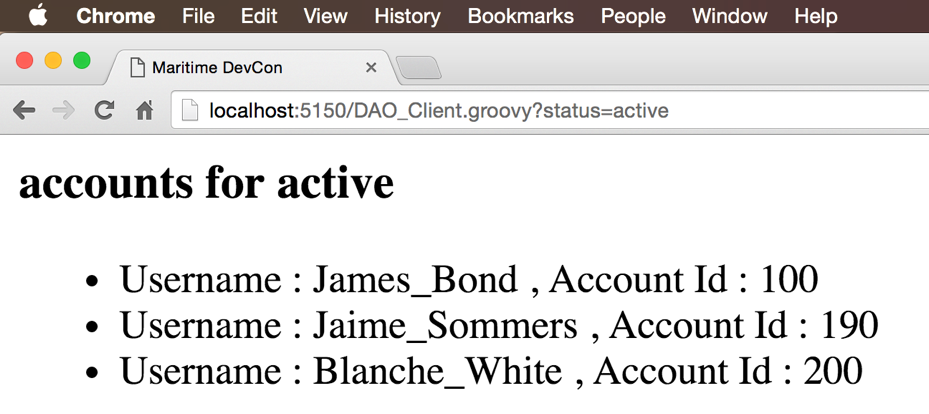 Chrome File Edit View History Bookmarks People Window Help
Maritime DevCon
localhost:5150/DAO_Client.groovy?status=active
accounts for active
• Username : James_Bond , Account Id : 100
• Username : Jaime_Sommers , Account Id : 190
• Username : Blanche_White , Account Id : 200